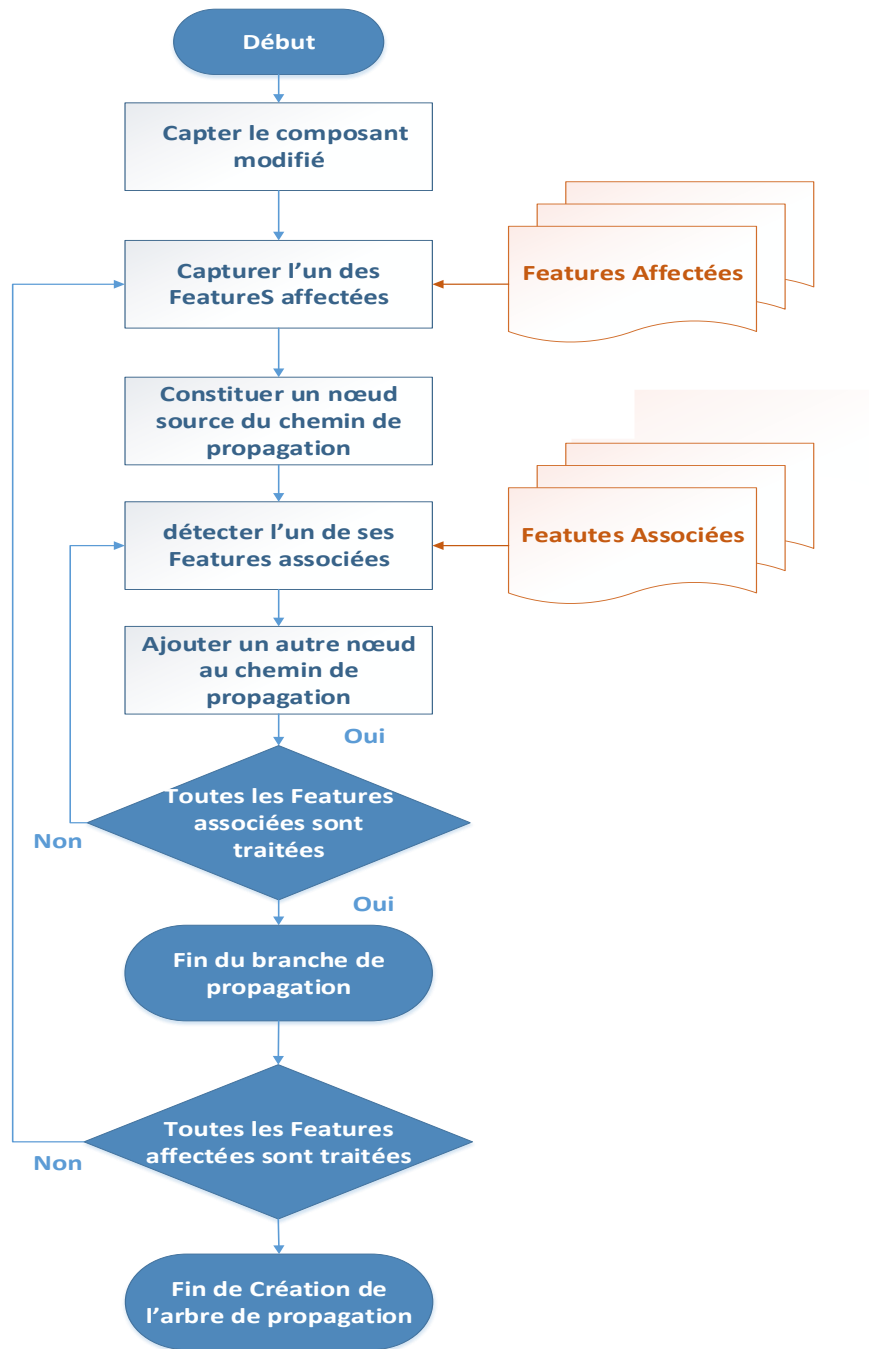 Début
Capter le composant
modifié
Capturer l'un des
FeatureS affectées
Features Affectées
Constituer un nœud
source du chemin de
propagation
détecter l'un de ses
Features associées
Featutes Associées
Ajouter un autre nœud
au chemin de
propagation
Oui
Toutes les Features
associées sont
traitées
Non
Oui
Fin du branche de
propagation
Toutes les Features
affectées sont traitées
Non
Fin de Création de
l'arbre de propagation